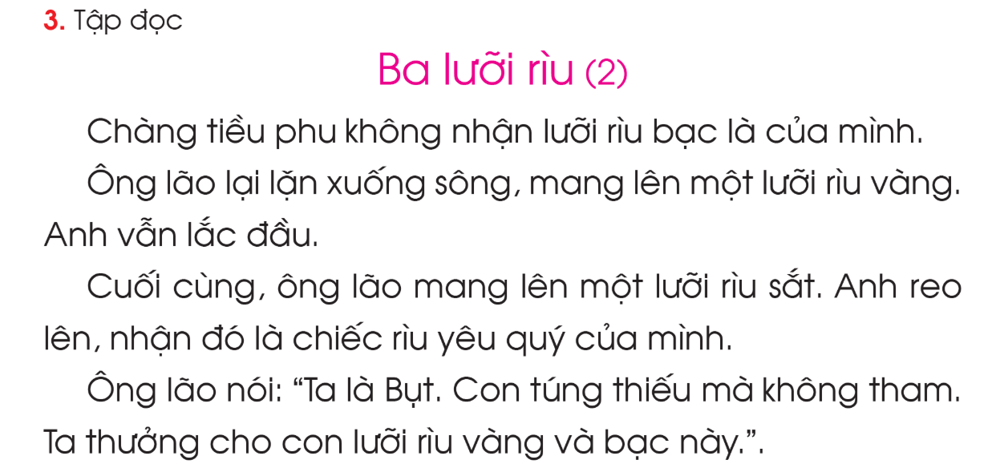 3. Tập đọc
Ba lưỡi rìu (2)
Chàng tiều phu không nhận lưỡi rìu bạc là của mình.
Ông lão lại lặn xuống sông, mang lên một lưỡi rìu vàng.
Anh vẫn lắc đầu.
Cuối cùng, ông lão mang lên một lưỡi rìu sắt. Anh reo
lên, nhận đó là chiếc rìu yêu quý của mình.
Ông lão nói: “Ta là Bụt. Con túng thiếu mà không tham.
Ta thưởng cho con lưỡi rìu vàng và bạc này.”.